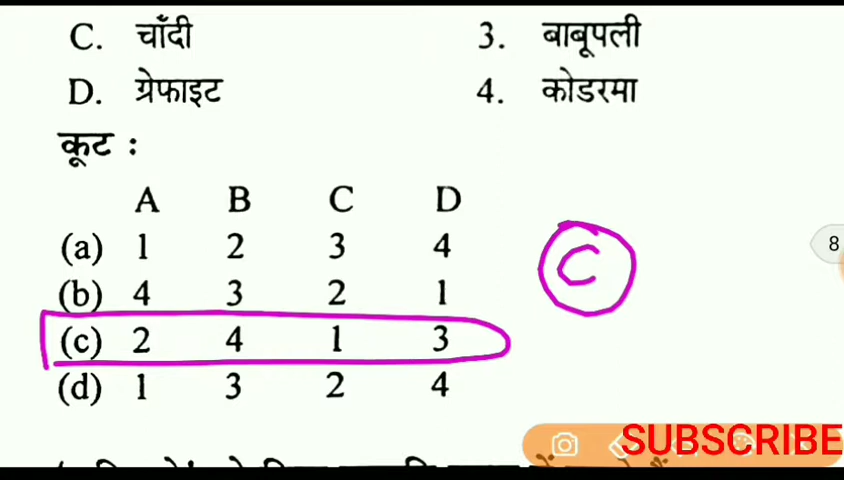 C. चाँदी 3. बाबूपली
D. ग्रेफाइट 4. कोडरमा
कूट :
A B C D
(a) 1 2 3 4
(b) 4 3 2 1
(c) 2 4 1 3
(d) 1 3 2 4
C
8
SUBSCRIBE